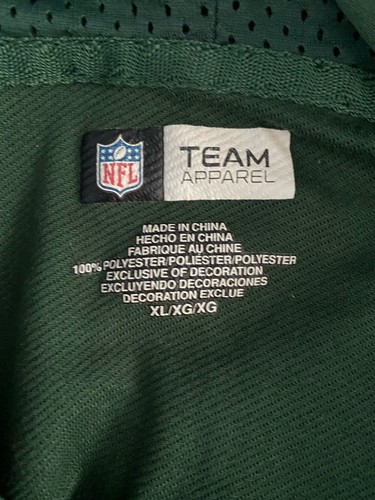 NFL
TEAM
APPAREL
MADE IN CHINA
HECHO EN CHINA
FABRIQUE AU CHINE
100% POLYESTER/POLIÉSTER/POLYESTER
EXCLUSIVE OF DECORATION
EXCLUYENDO DECORACIONES
DECORATION EXCLUE
XL/XG/XG